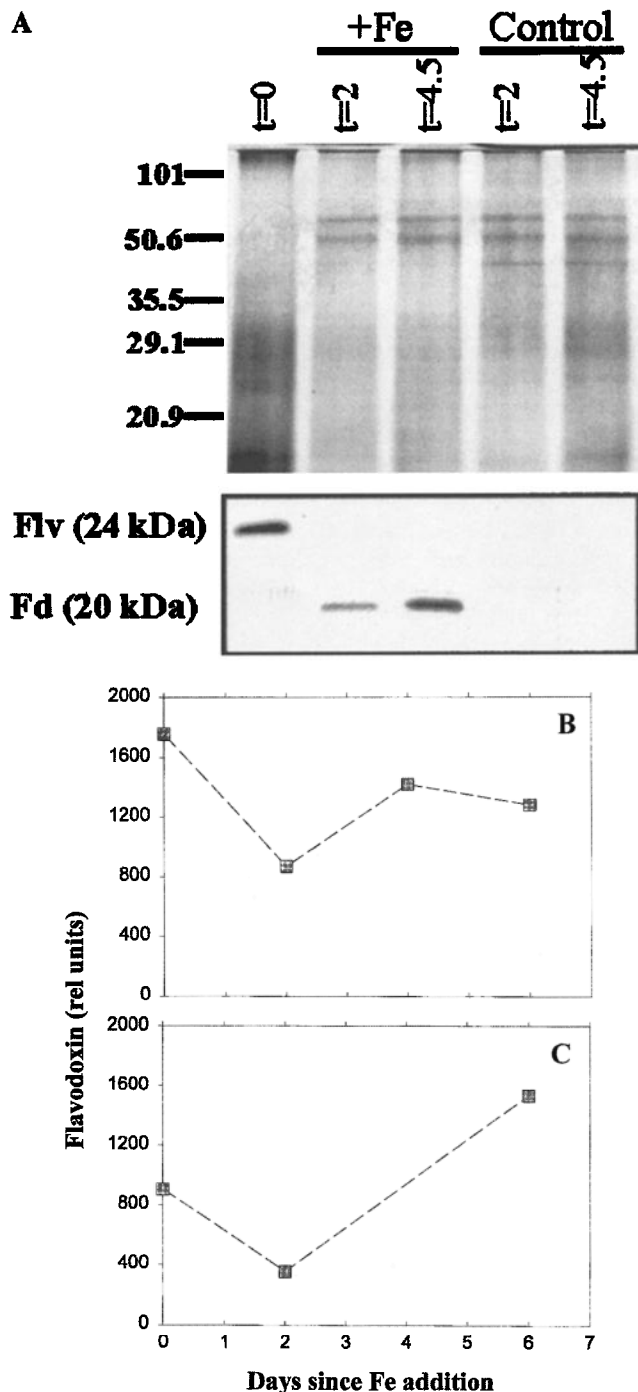 A
+Fe Control
t=0 t=2 t=4.5 t=2 t=4.5
101
50.6
35.5
29.1
20.9
Flv (24 kDa)
Fd (20 kDa)
Flavodoxin (rel units)
B
2000
1600
1200
800
400
0
C
2000
1600
1200
800
400
0
0 1 2 3 4 5 6 7
Days since Fe addition